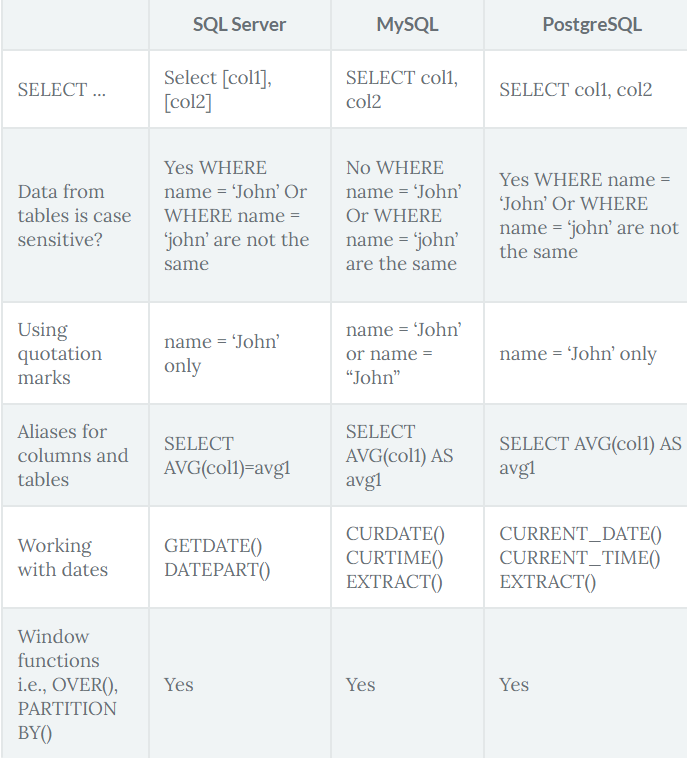 SQL Server MySQL PostgreSQL
SELECT ...
Select [col1],
[col2]
SELECT col1,
col2
SELECT col1, col2
Data from
tables is case
sensitive?
Yes WHERE
name = ‘John’ Or
WHERE name =
‘john’ are not the
same
No WHERE
name = ‘John’
Or WHERE
name = ‘john’
are the same
Yes WHERE name =
‘John’ Or WHERE
name = ‘john’ are not
the same
Using
quotation
marks
name = ‘John’
only
name = ‘John’
or name =
“John”
name = ‘John’ only
Aliases for
columns and
tables
SELECT
AVG(col1)=avg1
SELECT
AVG(col1) AS
avg1
SELECT AVG(col1) AS
avg1
Working
with dates
GETDATE()
DATEPART()
CURDATE()
CURTIME()
EXTRACT()
CURRENT_DATE()
CURRENT_TIME()
EXTRACT()
Window
functions
i.e., OVER(),
PARTITION
BY()
Yes
Yes
Yes